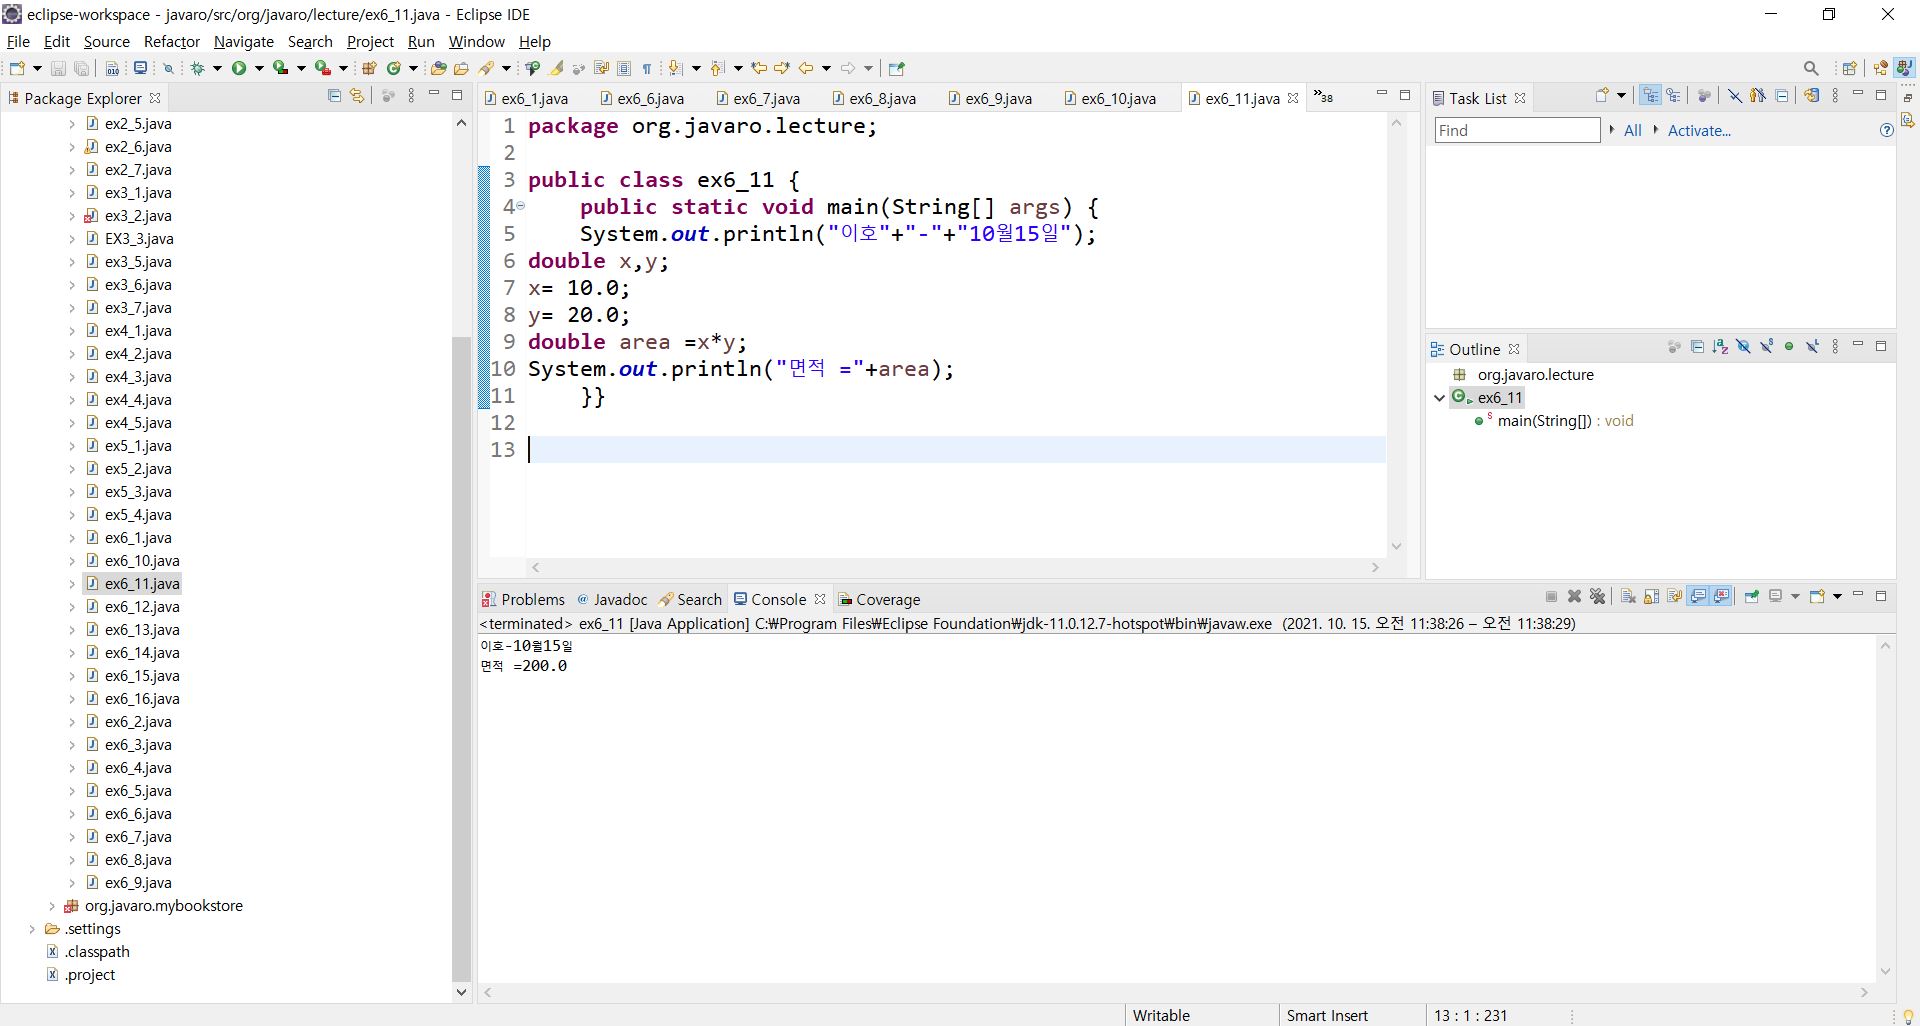 eclipse-workspace - javaro/src/org/javaro/lecture/ex6_11.java - Eclipse IDE
File Edit Source Refactor Navigate Search Project Run Window Help
Package Explorer
ex2_5.java
ex2_6.java
ex2_7.java
ex3_1.java
ex3_2.java
EX3_3.java
ex3_5.java
ex3_6.java
ex3_7.java
ex4_1.java
ex4_2.java
ex4_3.java
ex4_4.java
ex4_5.java
ex5_1.java
ex5_2.java
ex5_3.java
ex5_4.java
ex6_1.java
ex6_10.java
ex6_11.java
ex6_12.java
ex6_13.java
ex6_14.java
ex6_15.java
ex6_16.java
ex6_2.java
ex6_3.java
ex6_4.java
ex6_5.java
ex6_6.java
ex6_7.java
ex6_8.java
ex6_9.java
org.javaro.mybookstore
.settings
.classpath
.project
ex6_1.java ex6_6.java ex6_7.java ex6_8.java ex6_9.java ex6_10.java ex6_11.java »38
1 package org.javaro.lecture;
2
3 public class ex6_11 {
4 public static void main(String[] args) {
5 System.out.println("이호"+"-"+"10월15일");
6 double x,y;
7 x= 10.0;
8 y= 20.0;
9 double area =x*y;
10 System.out.println("면적 ="+area);
11 }}
12
13
Task List
Find All Activate...
Outline
org.javaro.lecture
ex6_11
main(String[]) : void
Problems Javadoc Search Console Coverage
<terminated> ex6_11 [Java Application] C:₩Program Files₩Eclipse Foundation₩jdk-11.0.12.7-hotspot₩bin₩javaw.exe (2021. 10. 15. 오전 11:38:26 – 오전 11:38:29)
이호-10월15일
면적 =200.0
Writable Smart Insert 13 : 1 : 231